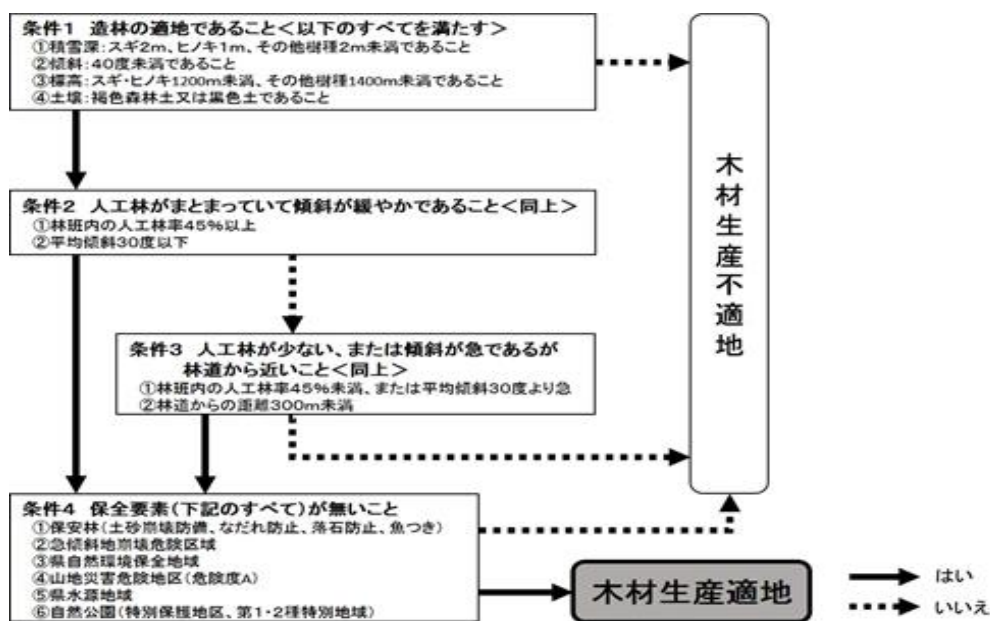 条件1 造林の適地であること<以下のすべてを満たす>
①積雪深:スギ2m、ヒノキ1m、その他樹種2m未満であること
②傾斜:40度未満であること
③標高:スギ・ヒノキ1200m未満、その他樹種1400m未満であること
④土壌:褐色森林土又は黒色土であること
条件2 人工林がまとまっていて傾斜が緩やかであること<同上>
①林班内の人工林率45%以上
②平均傾斜30度以下
条件3 人工林が少ない、または傾斜が急であるが
林道から近いこと<同上>
①林班内の人工林率45%未満、または平均傾斜30度より急
②林道からの距離300m未満
条件4 保全要素(下記のすべて)が無いこと
①保安林(土砂崩壊防備、なだれ防止、落石防止、魚つき)
②急傾斜地崩壊危険区域
③県自然環境保全地域
④山地災害危険地区(危険度A)
⑤県水源地域
⑥自然公園(特別保護地区、第1・2種特別地域)
木材生産不適地
木材生産適地
はい
いいえ